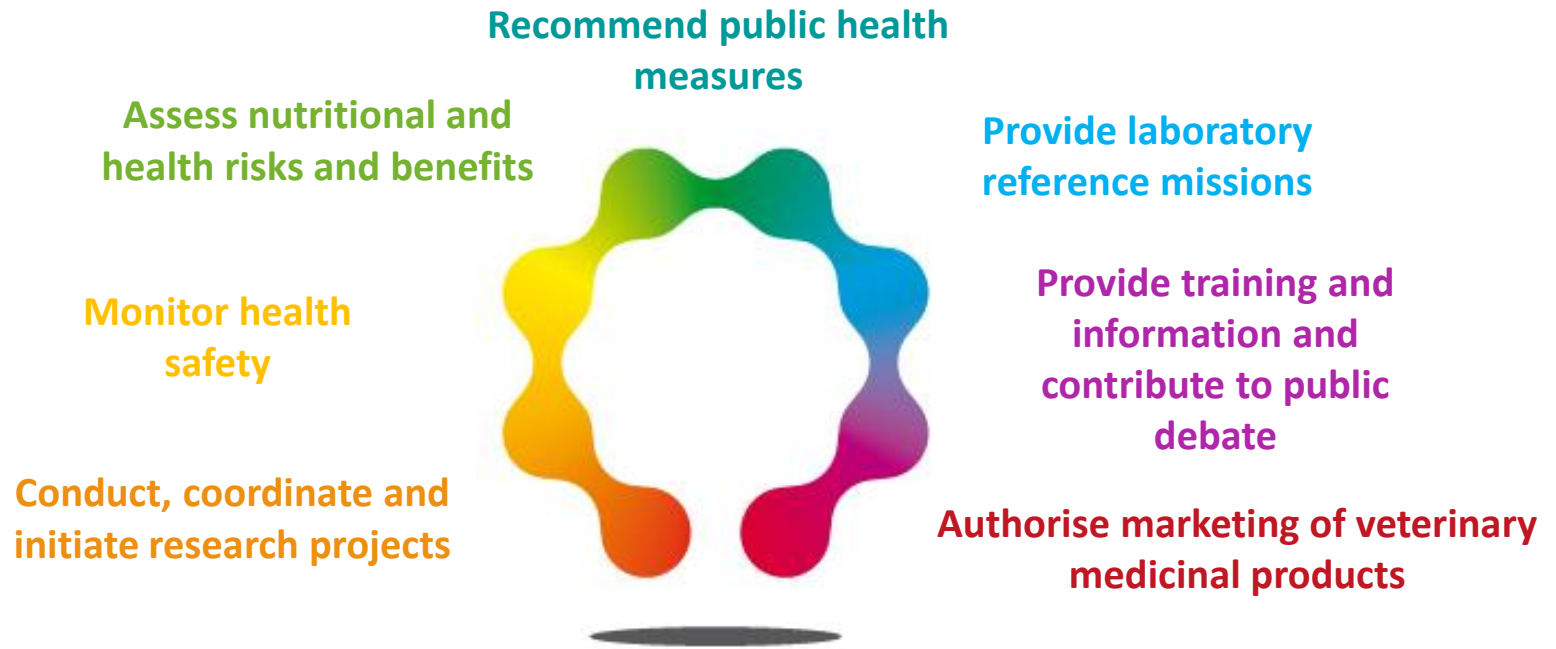 Recommend public health
measures
Assess nutritional and
health risks and benefits
Provide laboratory
reference missions
Monitor health
safety
Provide training and
information and
contribute to public
debate
Conduct, coordinate and
initiate research projects
Authorise marketing of veterinary
medicinal products